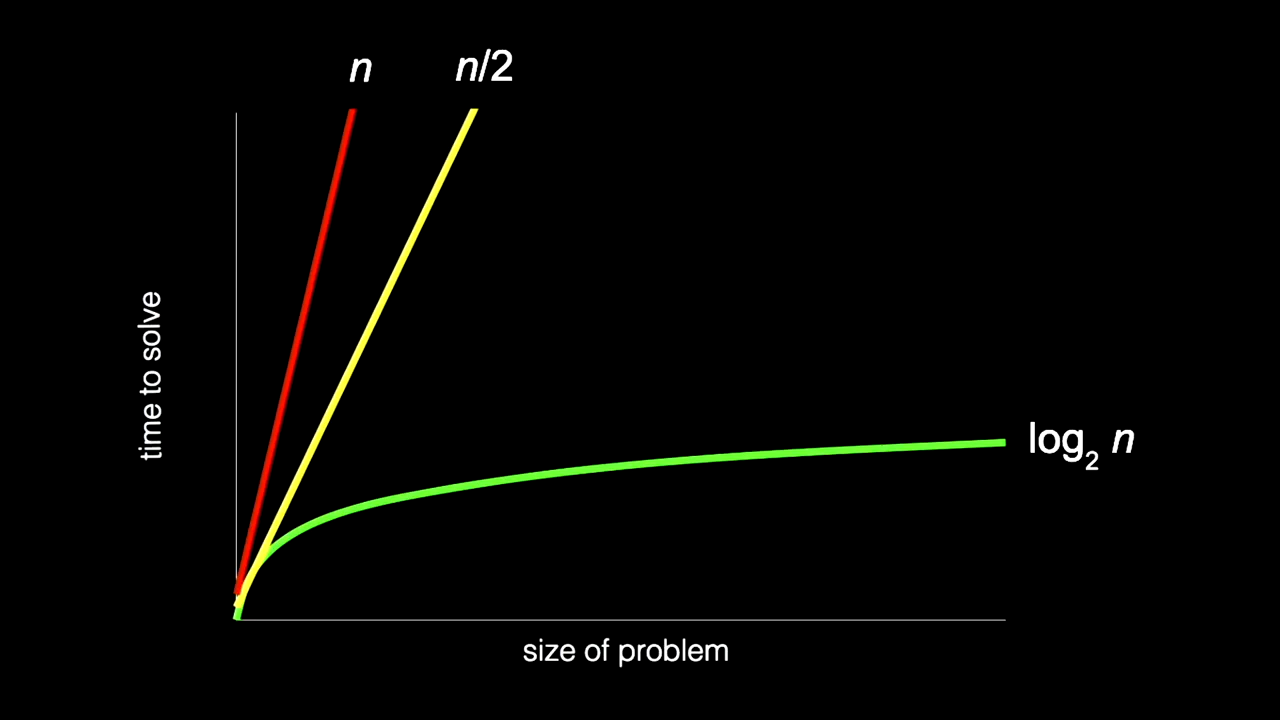 n
n/2
time to solve
log₂ n
size of problem